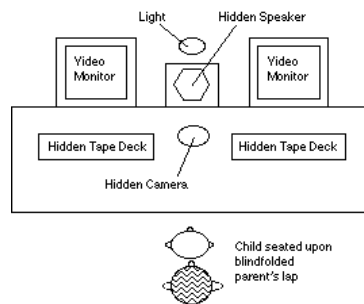 Light
Hidden Speaker
Video
Monitor
Video
Monitor
Hidden Tape Deck
Hidden Tape Deck
Hidden Camera
Child seated upon
blindfolded
parent's lap